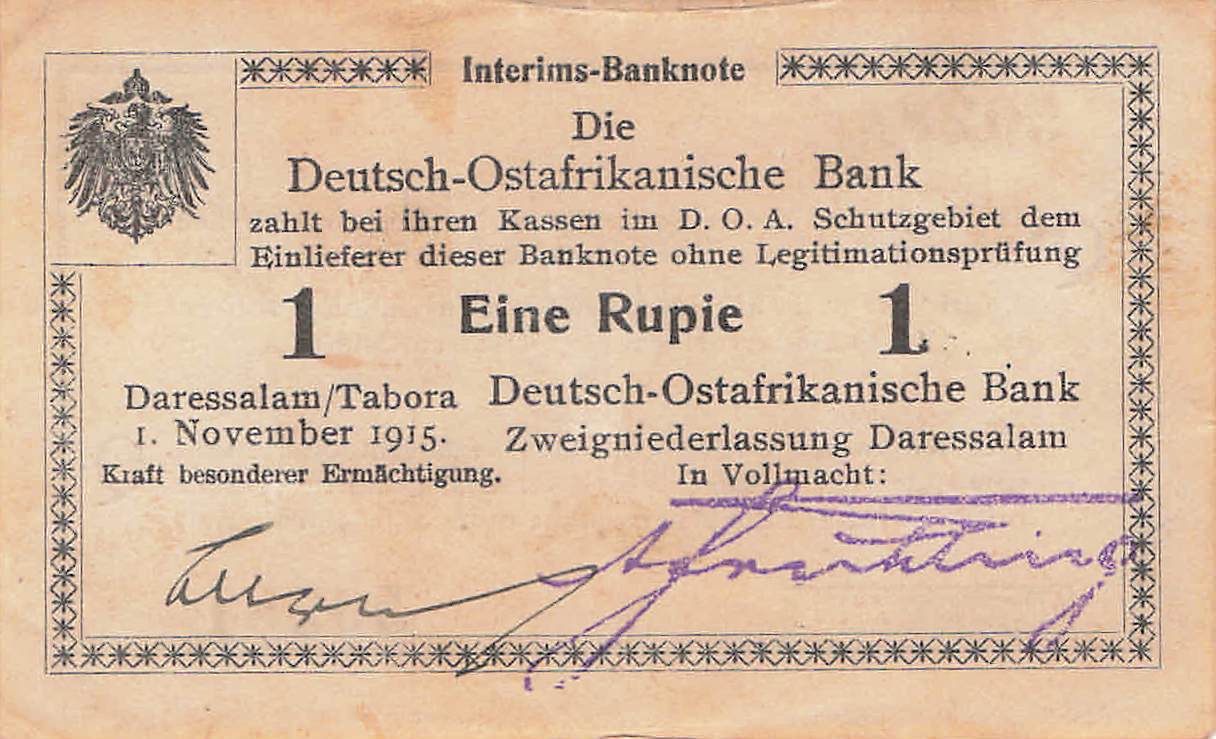 Interims-Banknote
Die
Deutsch-Ostafrikanische Bank
zahlt bei ihren Kassen im D. O. A. Schutzgebiet dem
Einlieferer dieser Banknote ohne Legitimationsprüfung
1 Eine Rupie 1
Daressalam/Tabora
1. November 1915.
Kraft besonderer Ermächtigung.
Deutsch-Ostafrikanische Bank
Zweigniederlassung Daressalam
In Vollmacht: